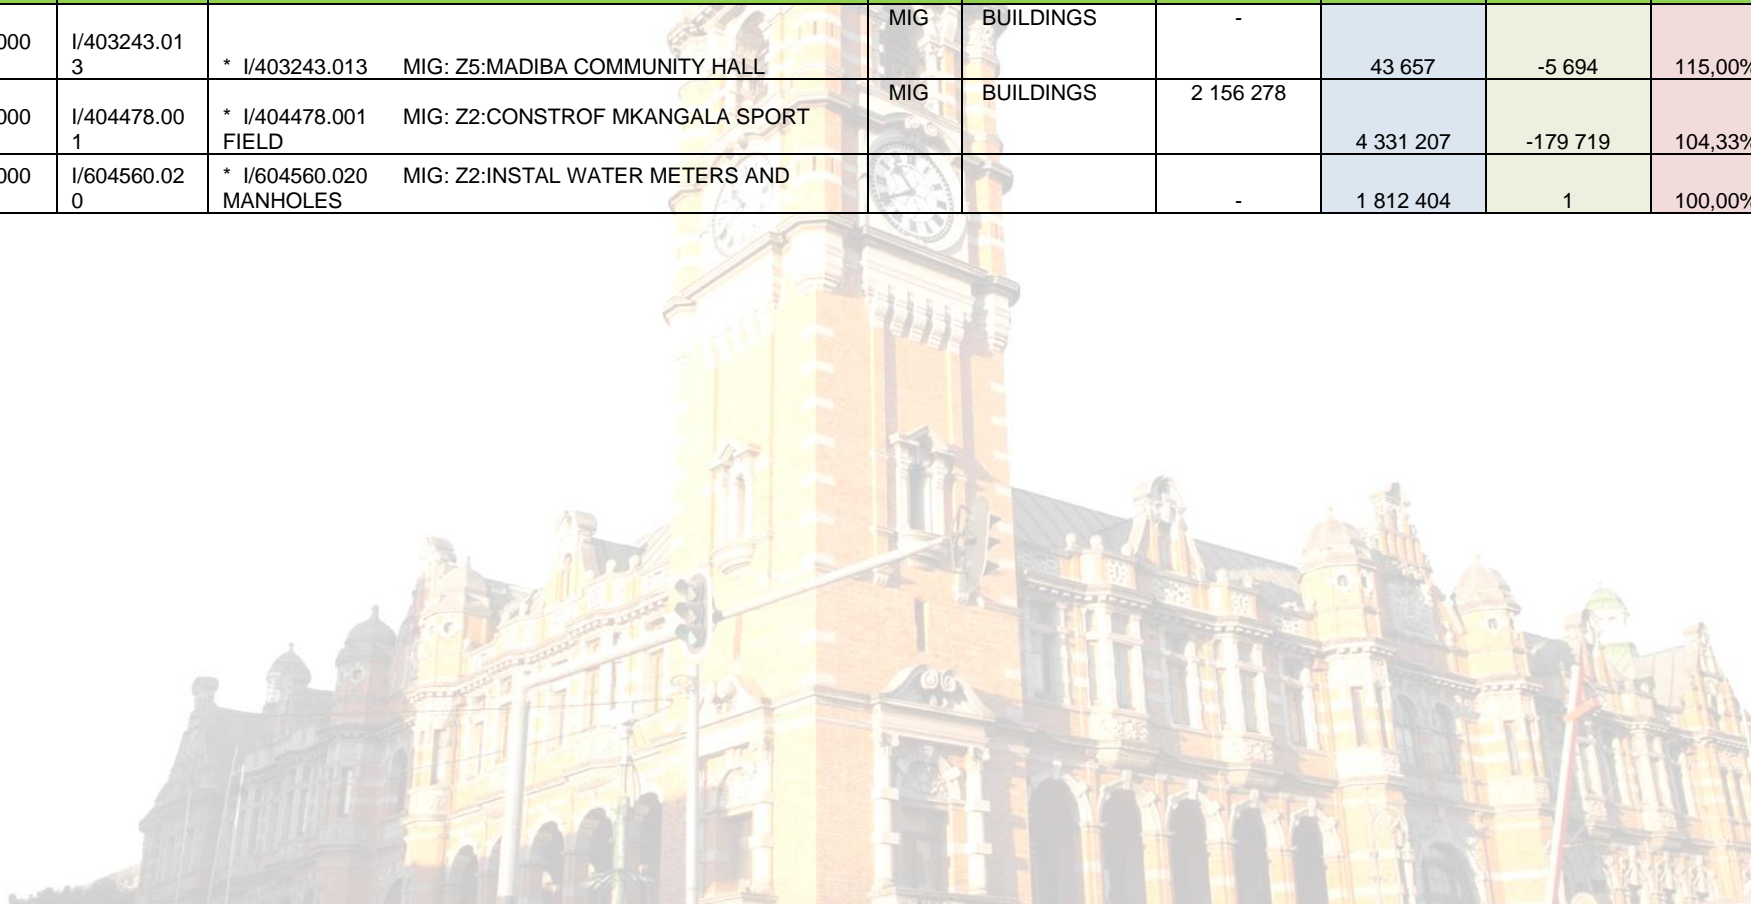 MIG BUILDINGS -
000 I/403243.01
3 * I/403243.013 MIG: Z5:MADIBA COMMUNITY HALL 43 657 -5 694 115,00%
MIG BUILDINGS 2 156 278
000 I/404478.00 * I/404478.001 MIG: Z2:CONSTROF MKANGALA SPORT
1 FIELD 4 331 207 -179 719 104,33%
000 I/604560.02 * I/604560.020 MIG: Z2:INSTAL WATER METERS AND
0 MANHOLES - 1 812 404 1 100,00%